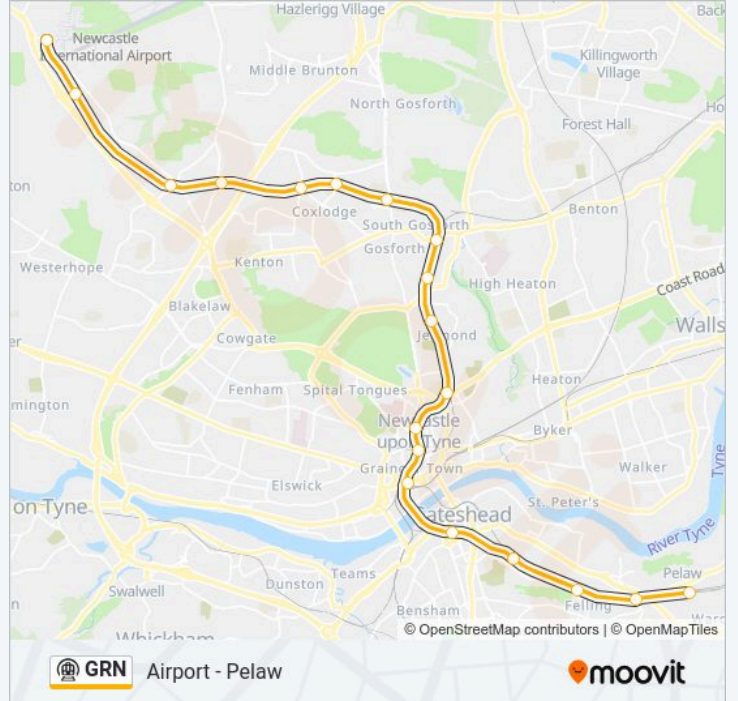 Hazlerigg Village
Back
Newcastle
International Airport
Killingworth
Village
Middle Brunton
North Gosforth
Ho
Forest Hall
ton
Coxlodge
Benton
South Gosforth
Gosforth
Westerhope
Kenton
High Heaton
Coast Road
Blakelaw
Walls
er
Cowgate
Jesmond
Heaton
Fenham
Spital Tongues
mington
Newcastle
upon Tyne
Byker
Tyne
Grainger Town
Walker
Elswick
St. Peter's
on Tyne
Gateshead
River Tyne
Teams
Pelaw
Swalwell
Dunston
n
Bensham
Felling
Ward
Whickham
© OpenStreetMap contributors | © OpenMapTiles
GRN Airport - Pelaw
moovit